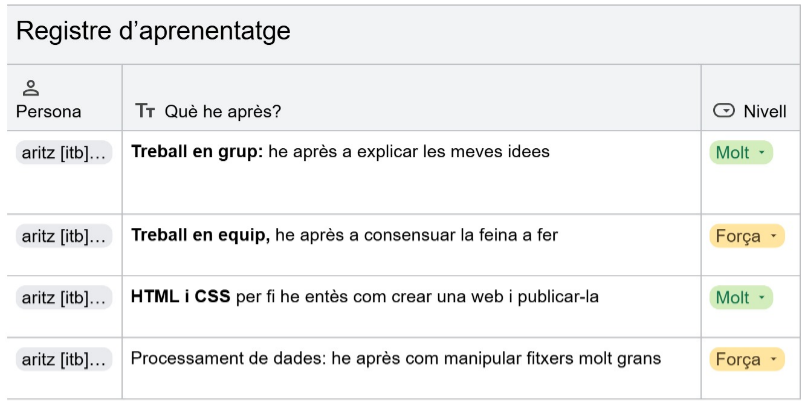 Registre d’aprenentatge
Persona
Tт Què he après?
Nivell
aritz [itb]…
Treball en grup: he après a explicar les meves idees
Molt
aritz [itb]…
Treball en equip, he après a consensuar la feina a fer
Força
aritz [itb]…
HTML i CSS per fi he entès com crear una web i publicar-la
Molt
aritz [itb]…
Processament de dades: he après com manipular fitxers molt grans
Força